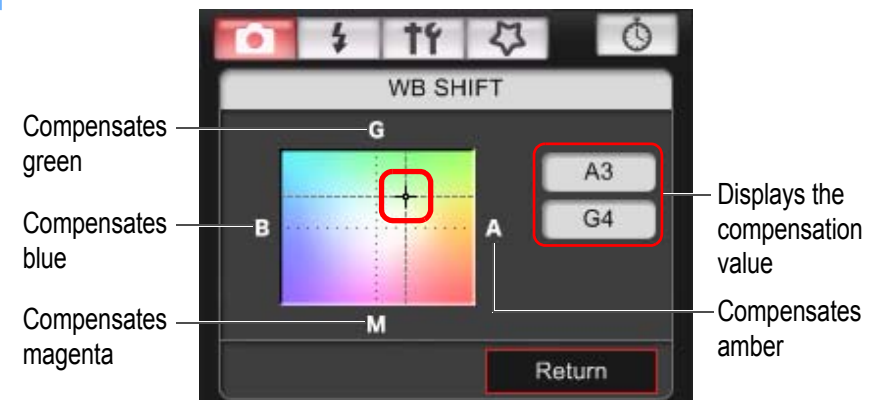 WB SHIFT
Compensates
green
G
A3
G4
Displays the
compensation
value
Compensates
blue
B
A
Compensates
magenta
M
Compensates
amber
Return